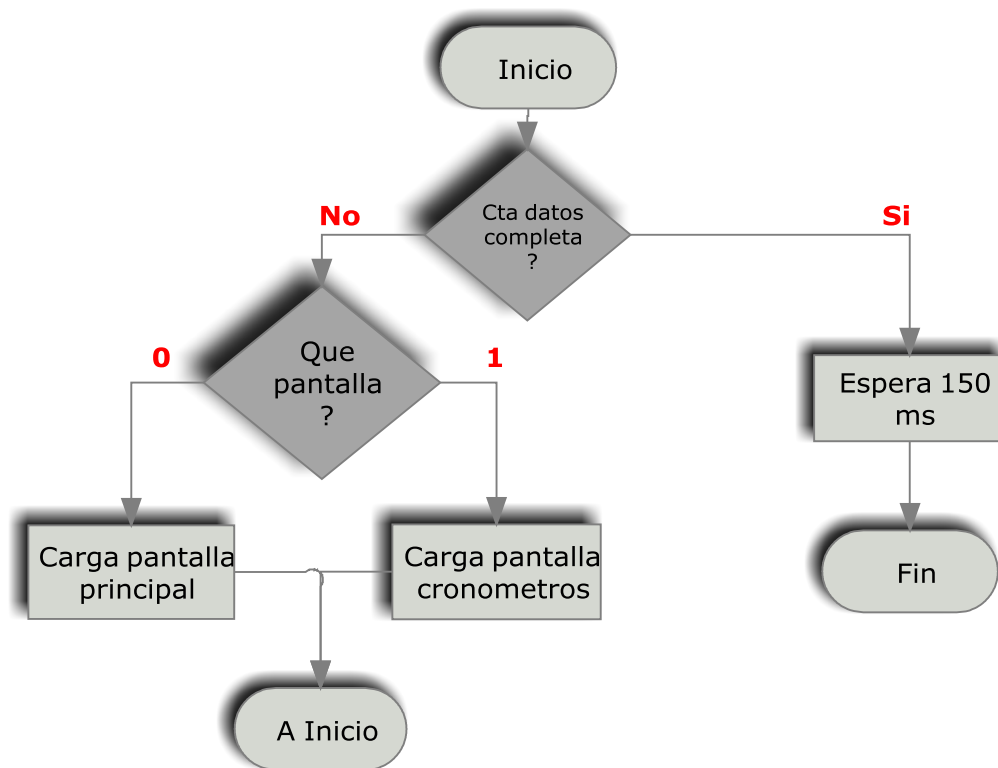 Inicio
Cta datos
completa
?
No
Si
Que
pantalla
?
0
1
Espera 150
ms
Carga pantalla
principal
Carga pantalla
cronometros
Fin
A Inicio